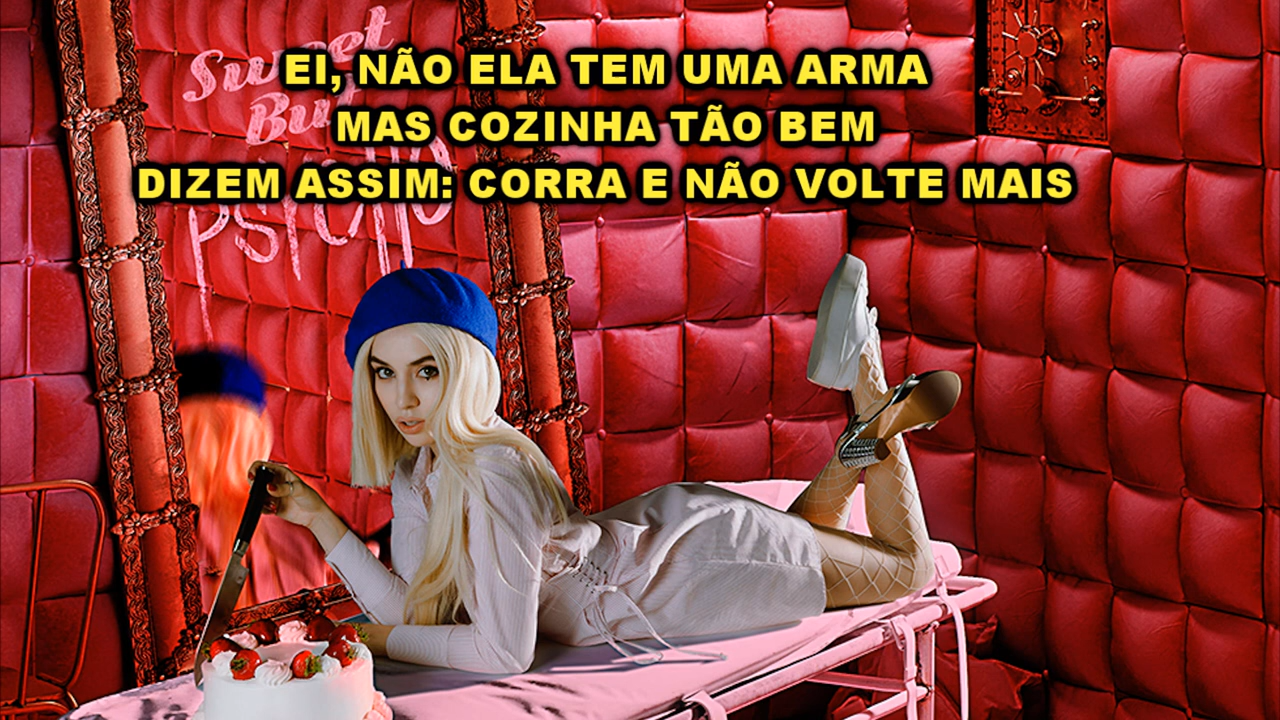 EI, NÃO ELA TEM UMA ARMA
MAS COZINHA TÃO BEM
DIZEM ASSIM: CORRA E NÃO VOLTE MAIS
Sweet
But
PSYCHO